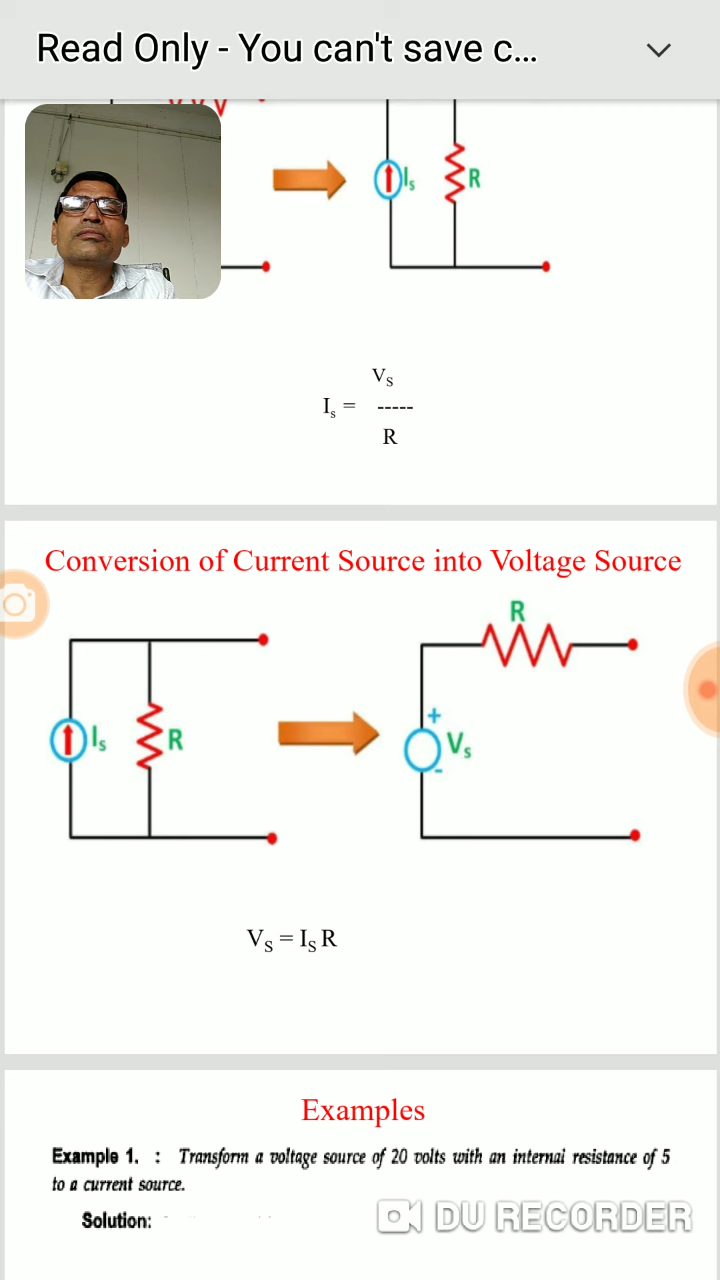 Read Only - You can't save c...
Is
R
VS
Is = -----
R
Conversion of Current Source into Voltage Source
R
Is
R
+
Vs
-
VS = IS R
Examples
Example 1. : Transform a voltage source of 20 volts with an internal resistance of 5
to a current source.
Solution:
DU RECORDER